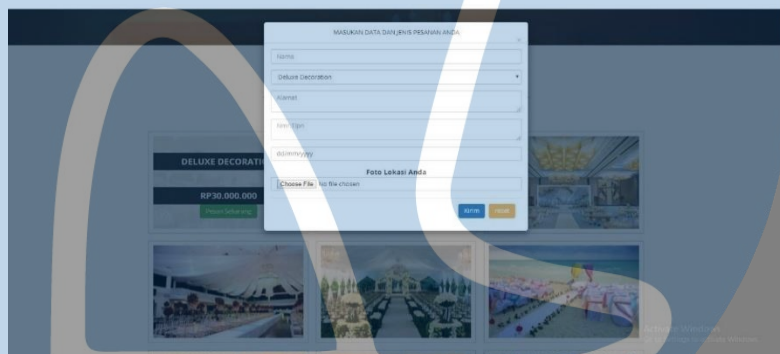 MASUKAN DATA DAN JENIS PESANAN ANDA
Nama
Deluxe Decoration
Alamat
dd/mm/yyyy
Foto Lokasi Anda
Choose File No file chosen
Kirim reset
DELUXE DECORATI
RP30.000.000
Pesan Sekarang
Activate Windows